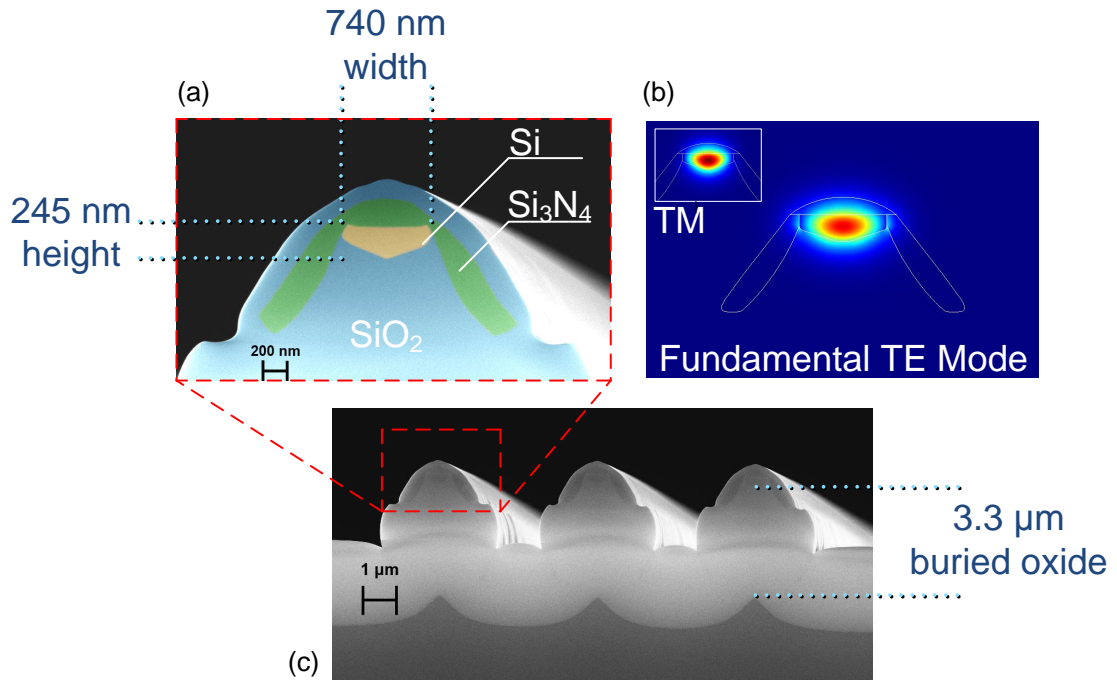 740 nm
width
(a)
(b)
Si
Si₃N₄
245 nm
height
TM
SiO₂
200 nm
Fundamental TE Mode
1 µm
3.3 µm
buried oxide
(c)